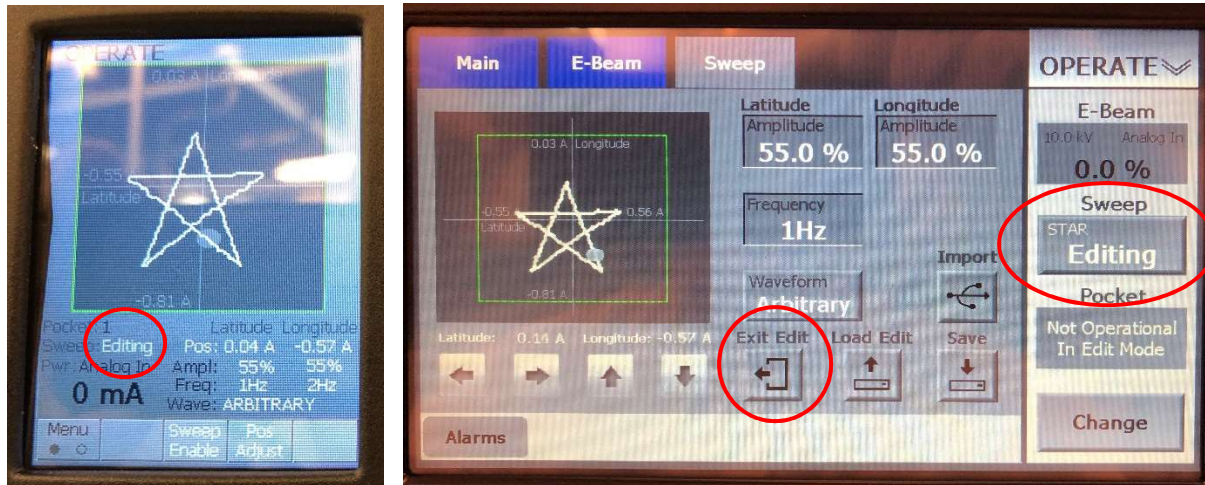 OPERATE
0.03 A Longitude
-0.55
Latitude
-0.81 A
Pocket: 1 Latitude Longitude
Sweep: Editing Pos: 0.04 A -0.57 A
Pwr: Analog In Ampl: 55% 55%
0 mA Freq: 1Hz 2Hz
Wave: ARBITRARY
Menu Sweep Enable Pos Adjust
Main E-Beam Sweep
0.03 A Longitude
-0.55 0.56 A
Latitude
-0.81 A
Latitude: 0.14 A Longitude: -0.57 A
Latitude Longitude
Amplitude Amplitude
55.0 % 55.0 %
Frequency
1Hz
Waveform
Arbitrary
Import
Exit Edit Load Edit Save
Alarms
OPERATE
E-Beam
10.0 kV Analog In
0.0 %
Sweep
STAR
Editing
Pocket
Not Operational
In Edit Mode
Change